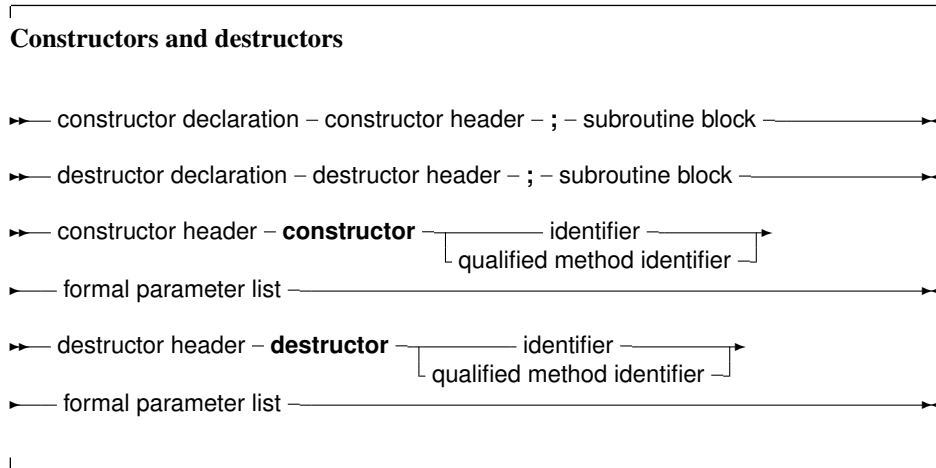 Constructors and destructors
constructor declaration – constructor header – ; – subroutine block
destructor declaration – destructor header – ; – subroutine block
constructor header – constructor identifier
qualified method identifier
formal parameter list
destructor header – destructor identifier
qualified method identifier
formal parameter list